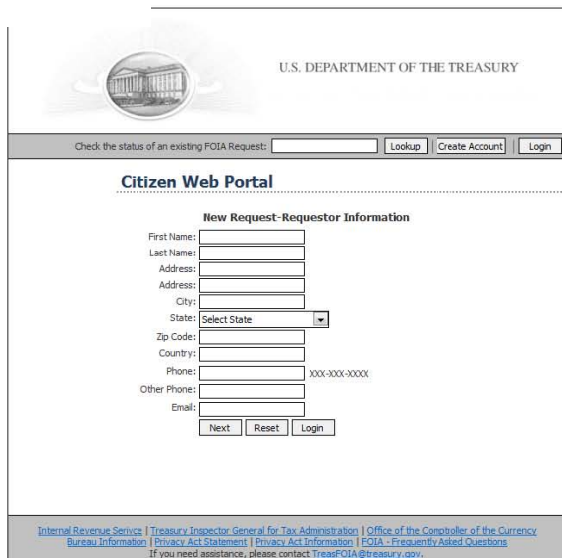 U.S. DEPARTMENT OF THE TREASURY
Check the status of an existing FOIA Request: Lookup | Create Account | Login
Citizen Web Portal
New Request-Requestor Information
First Name:
Last Name:
Address:
Address:
City:
State: Select State
Zip Code:
Country:
Phone: XXX-XXX-XXXX
Other Phone:
Email:
Next Reset Login
Internal Revenue Serivce | Treasury Inspector General for Tax Administration | Office of the Comptroller of the Currency
Bureau Information | Privacy Act Statement | Privacy Act Information | FOIA - Frequently Asked Questions
If you need assistance, please contact TreasFOIA@treasury.gov.